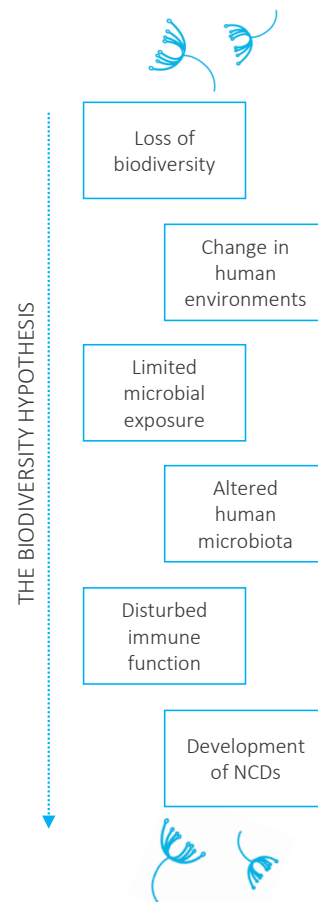 THE BIODIVERSITY HYPOTHESIS
Loss of
biodiversity
Change in
human
environments
Limited
microbial
exposure
Altered
human
microbiota
Disturbed
immune
function
Development
of NCDs